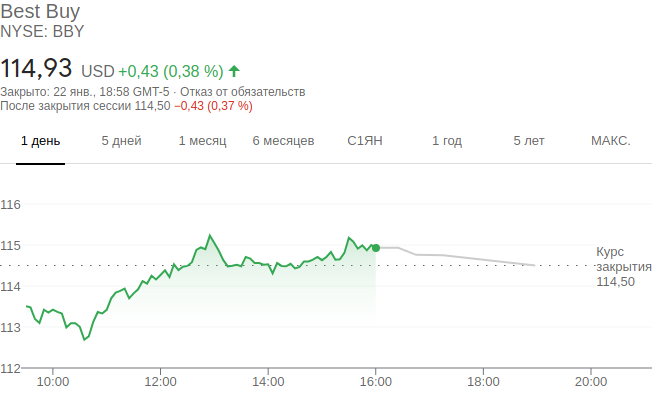 Best Buy
NYSE: BBY
114,93 USD +0,43 (0,38 %)
Закрыто: 22 янв., 18:58 GMT-5 · Отказ от обязательств
После закрытия сессии 114,50 −0,43 (0,37 %)
1 день 5 дней 1 месяц 6 месяцев С1ЯН 1 год 5 лет МАКС.
116
115
114
113
112
Курс
закрытия
114,50
10:00 12:00 14:00 16:00 18:00 20:00